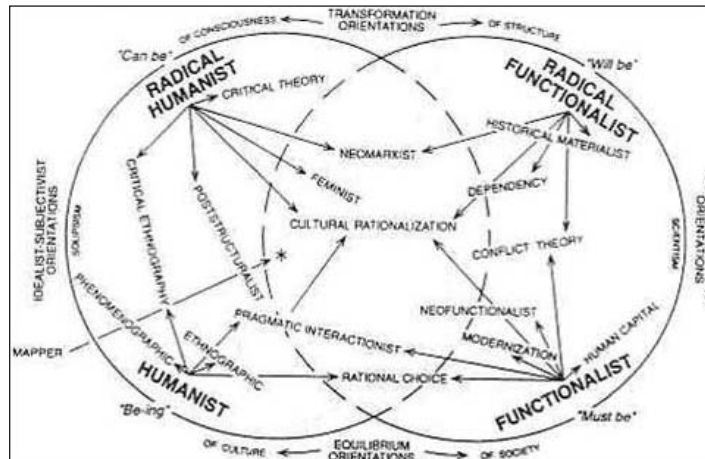 OF CONSCIOUSNESS
TRANSFORMATION
ORIENTATIONS
OF STRUCTURE
"Can be"
"Will be"
RADICAL
HUMANIST
RADICAL
FUNCTIONALIST
CRITICAL THEORY
HISTORICAL MATERIALIST
NEOMARXIST
FEMINIST
DEPENDENCY
CRITICAL ETHNOGRAPHY
POSTSTRUCTURALIST
CULTURAL RATIONALIZATION
CONFLICT THEORY
IDEALIST-SUBJECTIVIST
ORIENTATIONS
SOLIPSISM
SCIENTISM
ORIENTATIONS
*
PHENOMENOGRAPHIC
ETHNOGRAPHIC
PRAGMATIC INTERACTIONIST
NEOFUNCTIONALIST
MODERNIZATION
HUMAN CAPITAL
MAPPER
HUMANIST
RATIONAL CHOICE
FUNCTIONALIST
"Be-ing"
"Must be"
OF CULTURE
EQUILIBRIUM
ORIENTATIONS
OF SOCIETY